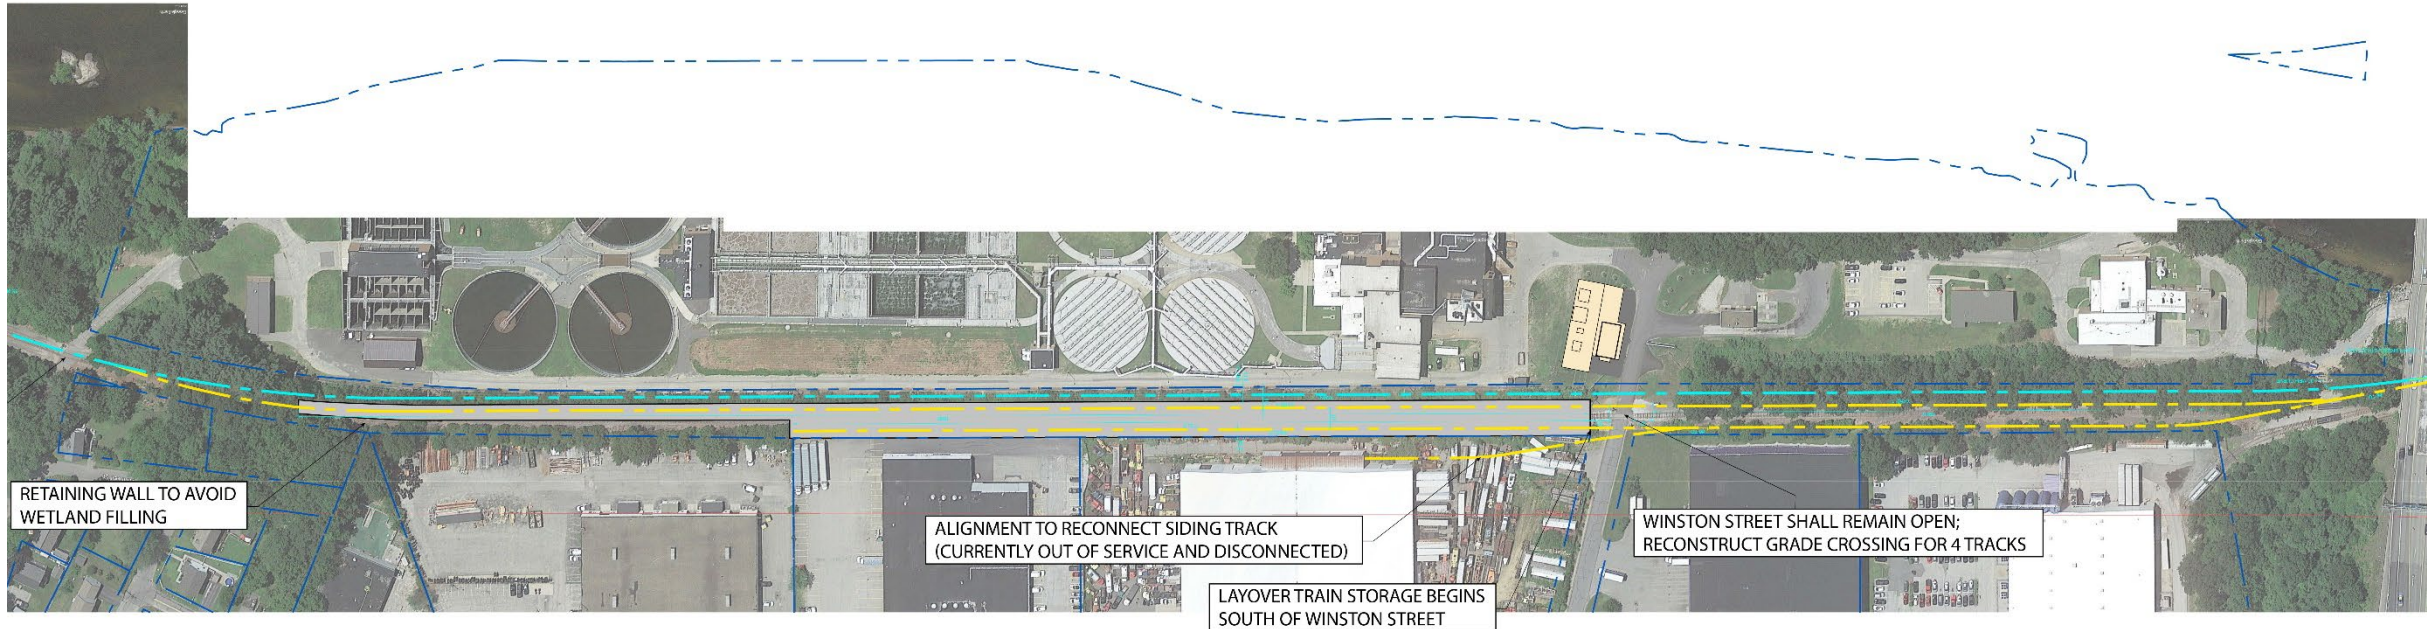 RETAINING WALL TO AVOID
WETLAND FILLING
ALIGNMENT TO RECONNECT SIDING TRACK
(CURRENTLY OUT OF SERVICE AND DISCONNECTED)
LAYOVER TRAIN STORAGE BEGINS
SOUTH OF WINSTON STREET
WINSTON STREET SHALL REMAIN OPEN;
RECONSTRUCT GRADE CROSSING FOR 4 TRACKS